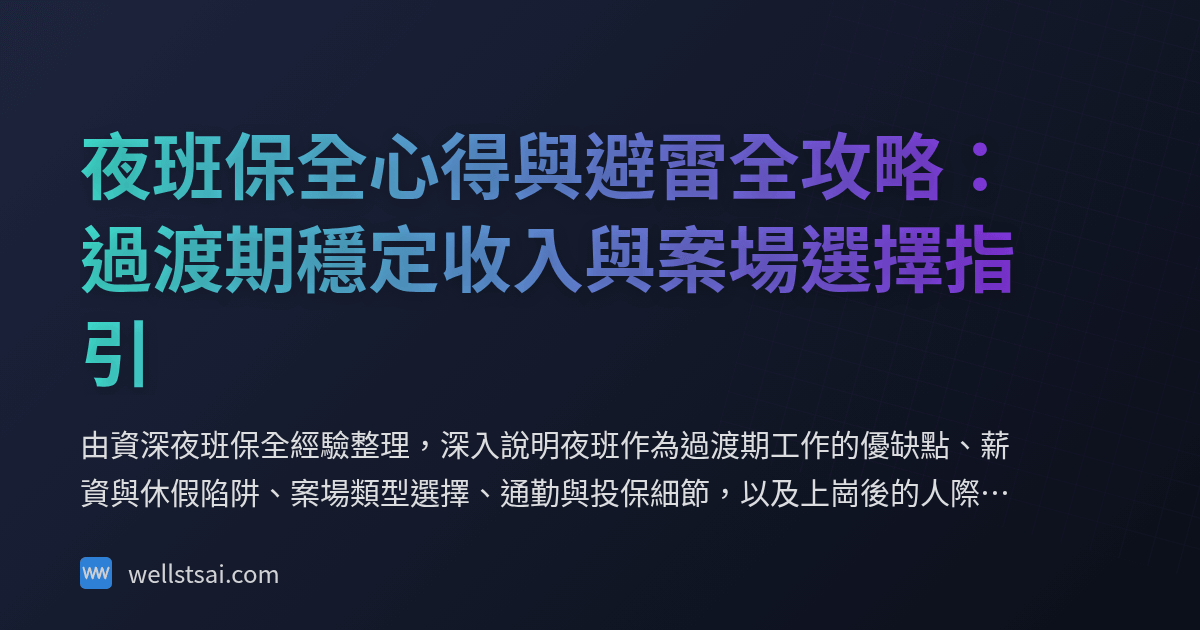 夜班保全心得與避雷全攻略：
過渡期穩定收入與案場選擇指
引
由資深夜班保全經驗整理，深入說明夜班作為過渡期工作的優缺點、薪
資與休假陷阱、案場類型選擇、通勤與投保細節，以及上崗後的人際…
wellstsai.com